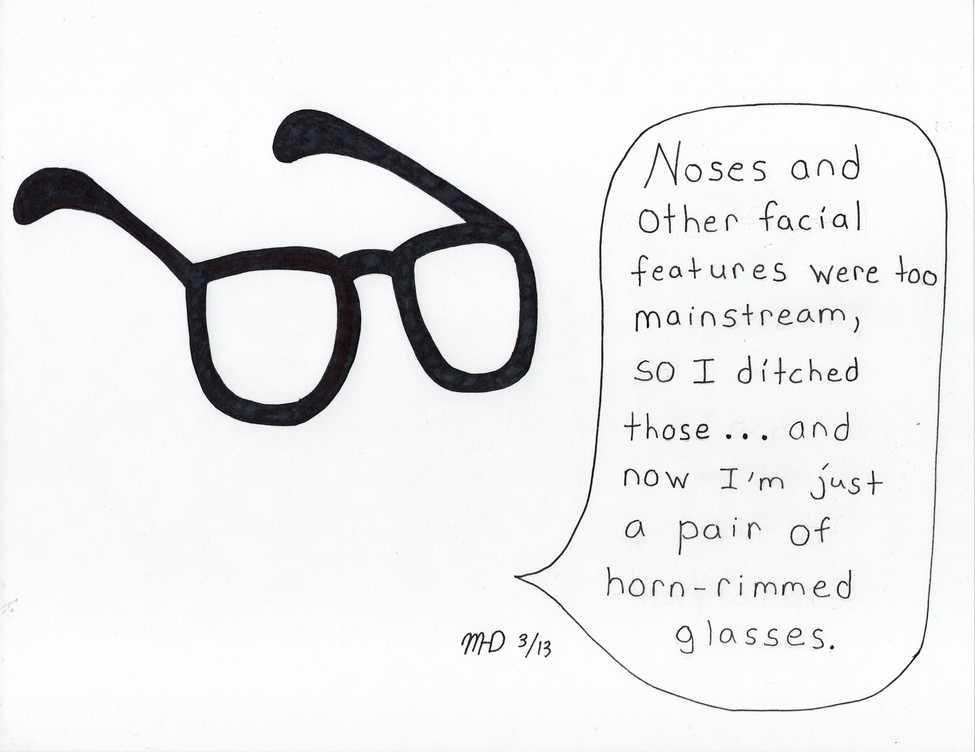 Noses and
other facial
features were too
mainstream,
so I ditched
those... and
now I'm just
a pair of
horn-rimmed
glasses.
MD 3/13